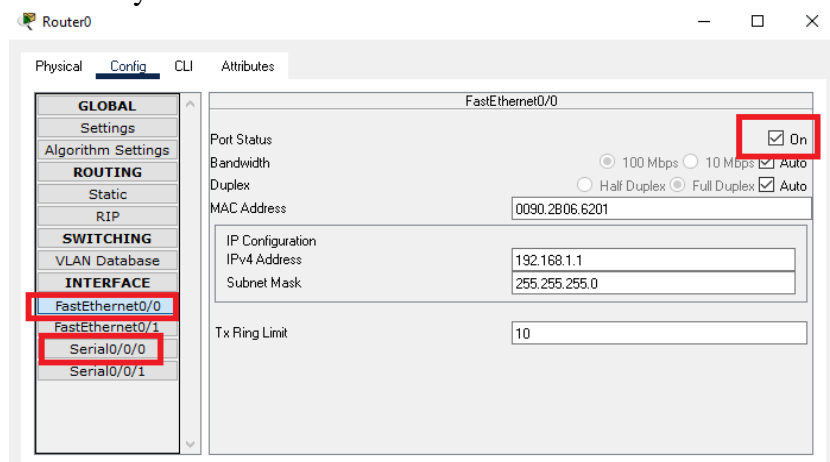 Router0
Physical Config CLI Attributes
GLOBAL
Settings
Algorithm Settings
ROUTING
Static
RIP
SWITCHING
VLAN Database
INTERFACE
FastEthernet0/0
FastEthernet0/1
Serial0/0/0
Serial0/0/1
FastEthernet0/0
Port Status On
Bandwidth 100 Mbps 10 Mbps Auto
Duplex Half Duplex Full Duplex Auto
MAC Address 0090.2B06.6201
IP Configuration
IPv4 Address 192.168.1.1
Subnet Mask 255.255.255.0
Tx Ring Limit 10